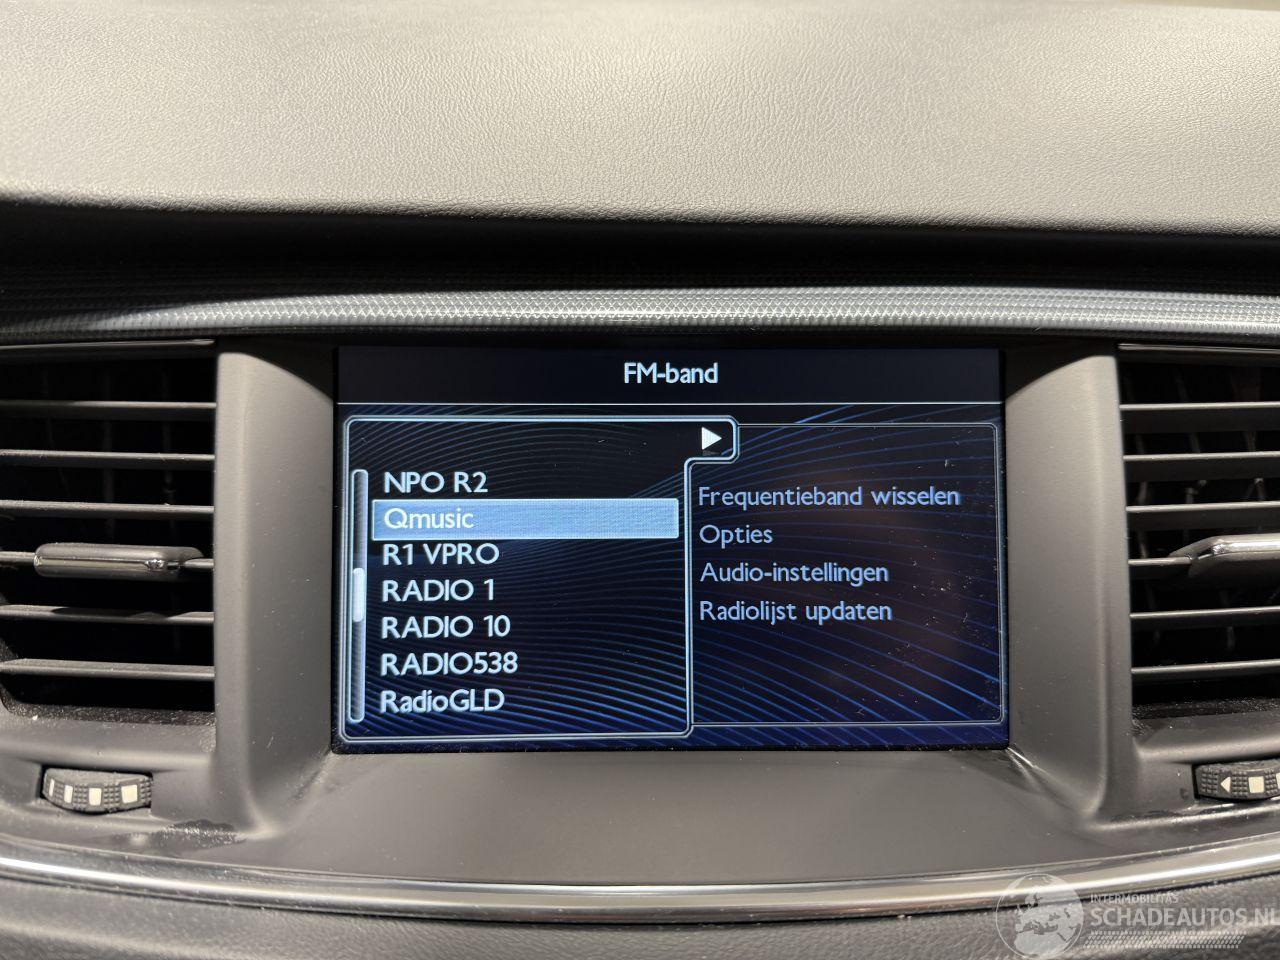 FM-band
NPO R2
Qmusic
R1 VPRO
RADIO 1
RADIO 10
RADIO538
RadioGLD
Frequentieband wisselen
Opties
Audio-instellingen
Radiolijst updaten
INTERMOBILITAS
SCHADEAUTOS.NL